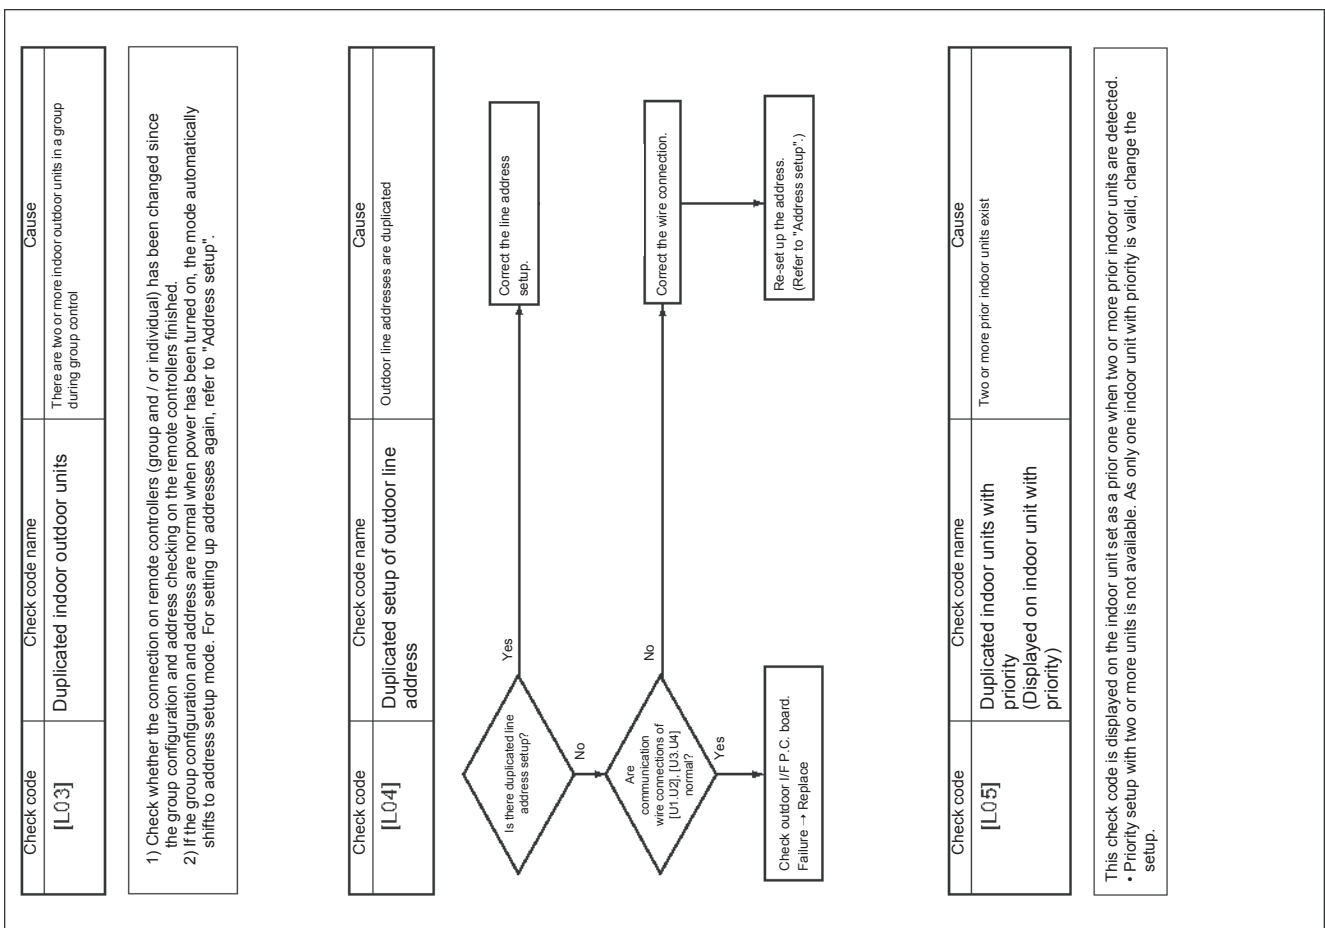 Check code
Check code name
Cause
[L03]
Duplicated indoor outdoor units
There are two or more indoor outdoor units in a group
during group control
1) Check whether the connection on remote controllers (group and / or individual) has been changed since
the group configuration and address checking on the remote controllers finished.
2) If the group configuration and address are normal when power has been turned on, the mode automatically
shifts to address setup mode. For setting up addresses again, refer to "Address setup".
Check code
Check code name
Cause
[L04]
Duplicated setup of outdoor line
address
Outdoor line addresses are duplicated
Is there duplicated line
address setup?
Yes
Correct the line address
setup.
No
Are
communication
wire connections of
[U1.U2], [U3.U4]
normal?
No
Correct the wire connection.
Yes
Check outdoor I/F P.C. board.
Failure → Replace
Re-set up the address.
(Refer to "Address setup".)
Check code
Check code name
Cause
[L05]
Duplicated indoor units with
priority
(Displayed on indoor unit with
priority)
Two or more prior indoor units exist
This check code is displayed on the indoor unit set as a prior one when two or more prior indoor units are detected.
• Priority setup with two or more units is not available. As only one indoor unit with priority is valid, change the
setup.